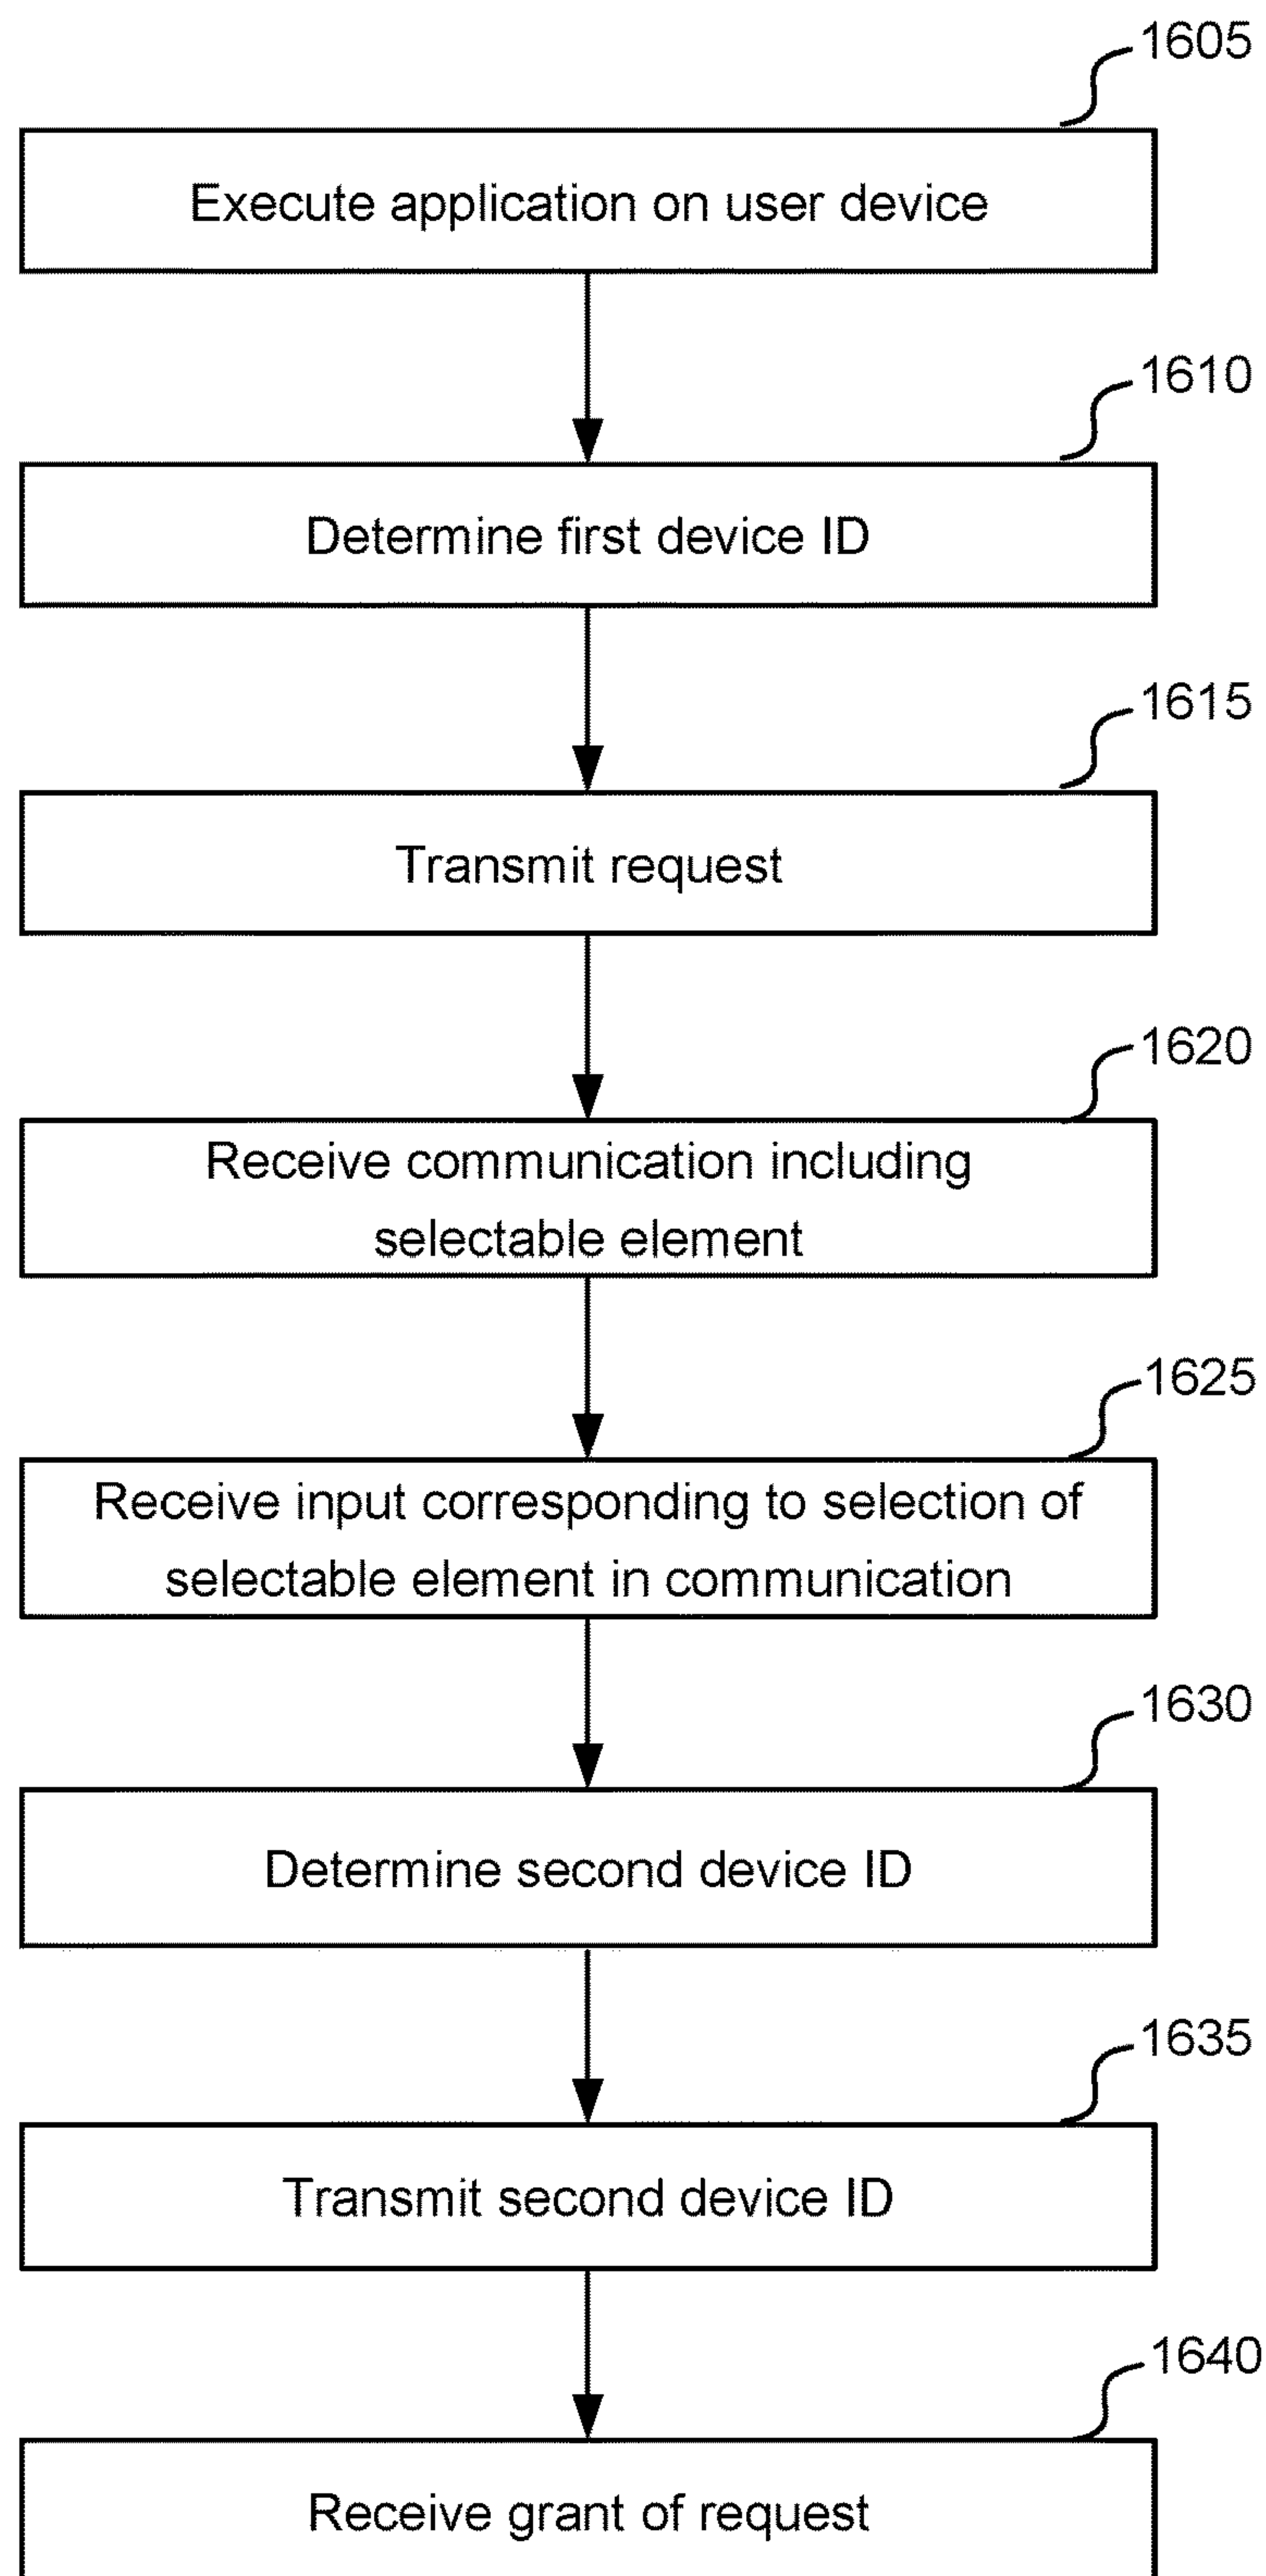 1605
Execute application on user device
1610
Determine first device ID
1615
Transmit request
1620
Receive communication including
selectable element
1625
Receive input corresponding to selection of
selectable element in communication
1630
Determine second device ID
1635
Transmit second device ID
1640
Receive grant of request